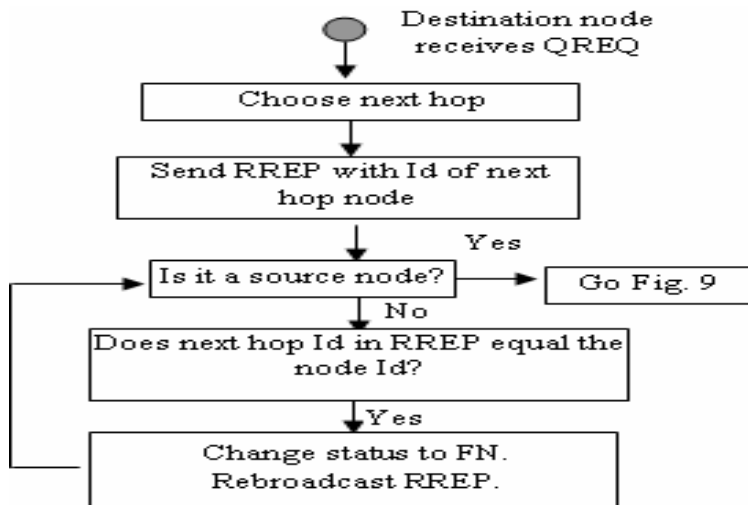 Destination node
receives QREQ
Choose next hop
Send RREP with Id of next
hop node
Yes
Is it a source node?
Go Fig. 9
No
Does next hop Id in RREP equal the
node Id?
Yes
Change status to FN.
Rebroadcast RREP.